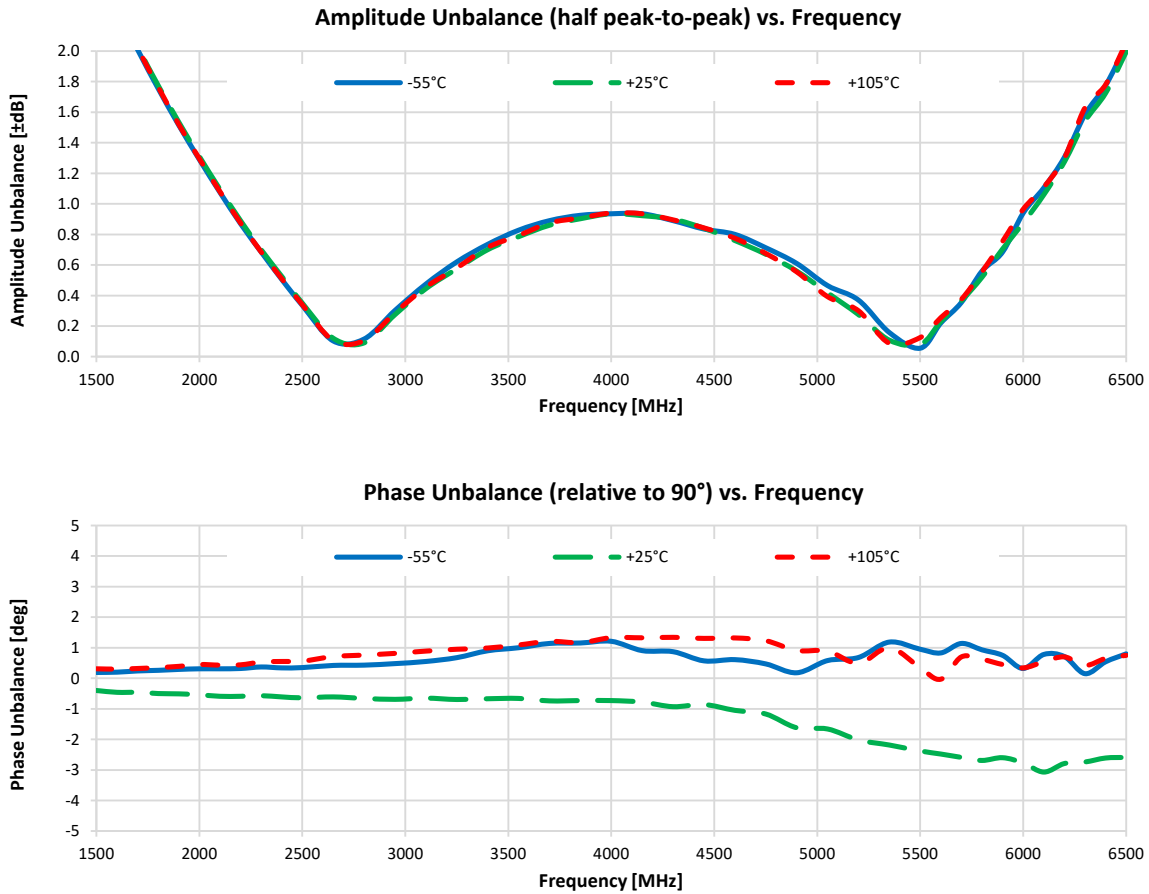 Amplitude Unbalance (half peak-to-peak) vs. Frequency
Amplitude Unbalance [±dB]
2.0
1.8
1.6
1.4
1.2
1.0
0.8
0.6
0.4
0.2
0.0
-55°C +25°C +105°C
1500 2000 2500 3000 3500 4000 4500 5000 5500 6000 6500
Frequency [MHz]
Phase Unbalance (relative to 90°) vs. Frequency
Phase Unbalance [deg]
5
4
3
2
1
0
-1
-2
-3
-4
-5
-55°C +25°C +105°C
1500 2000 2500 3000 3500 4000 4500 5000 5500 6000 6500
Frequency [MHz]